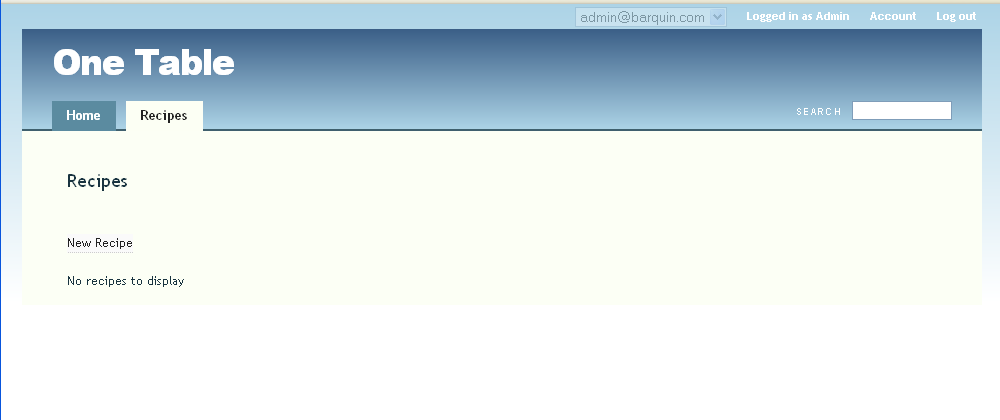 admin@barquin.com Logged in as Admin Account Log out
One Table
Home Recipes SEARCH
Recipes
New Recipe
No recipes to display